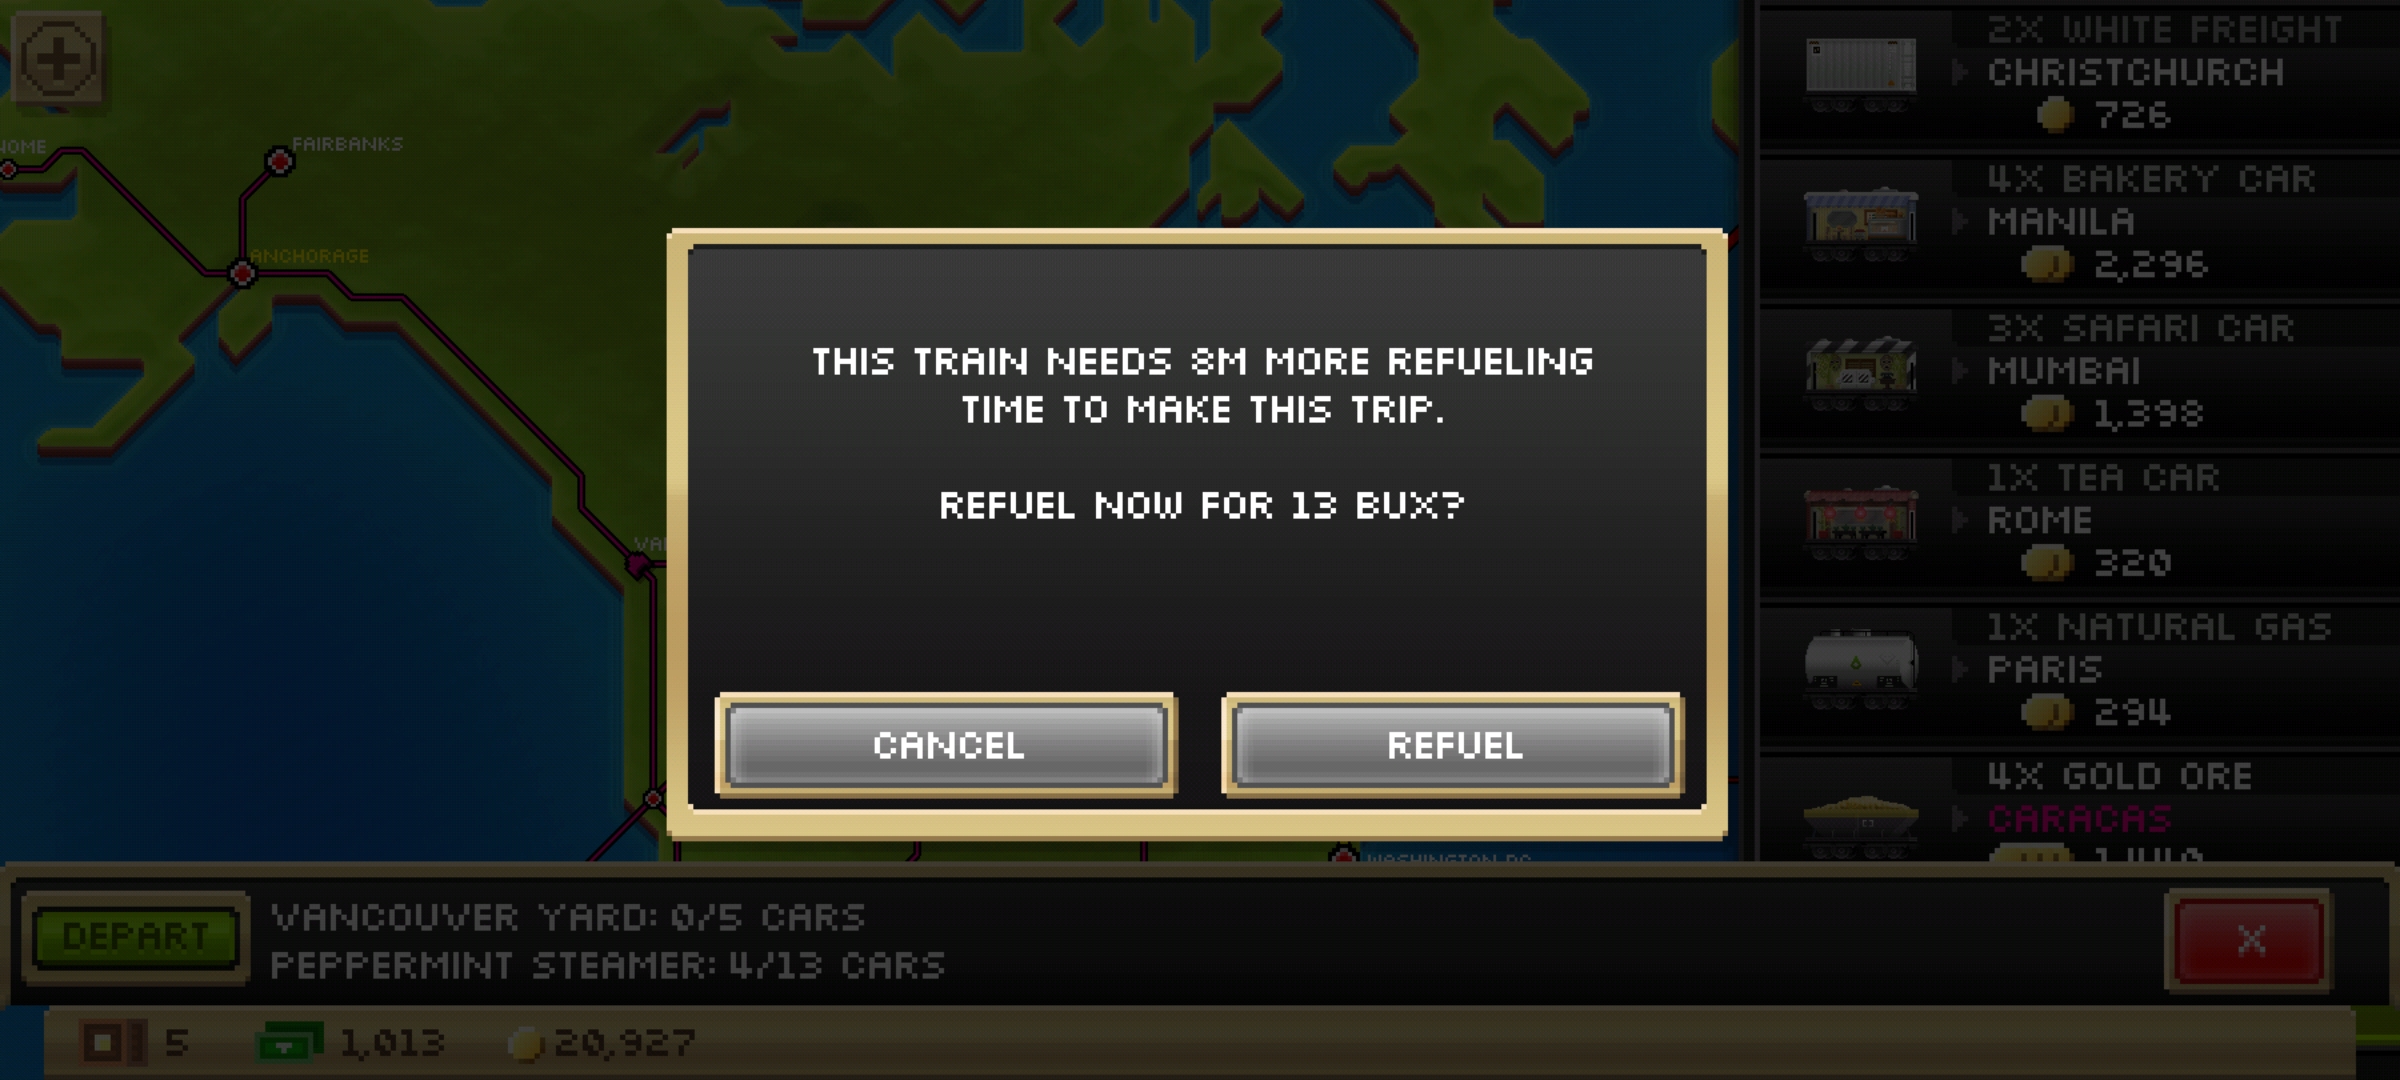 2X WHITE FREIGHT
CHRISTCHURCH
726
FAIRBANKS
4X BAKERY CAR
MANILA
2,296
ANCHORAGE
3X SAFARI CAR
MUMBAI
1,398
THIS TRAIN NEEDS 8M MORE REFUELING
TIME TO MAKE THIS TRIP.
REFUEL NOW FOR 13 BUX?
1X TEA CAR
ROME
320
1X NATURAL GAS
PARIS
294
CANCEL
REFUEL
4X GOLD ORE
CARACAS
WASHINGTON DC
DEPART
VANCOUVER YARD: 0/5 CARS
PEPPERMINT STEAMER: 4/13 CARS
X
5
1,013
20,927